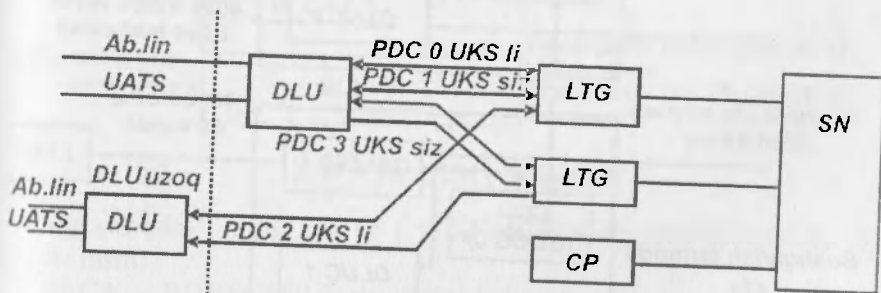 Ab.lin
UATS
DLU
PDC 0 UKS li
PDC 1 UKS siz
LTG
SN
PDC 3 UKS siz
LTG
DLU uzoq
Ab.lin
UATS
DLU
PDC 2 UKS li
CP